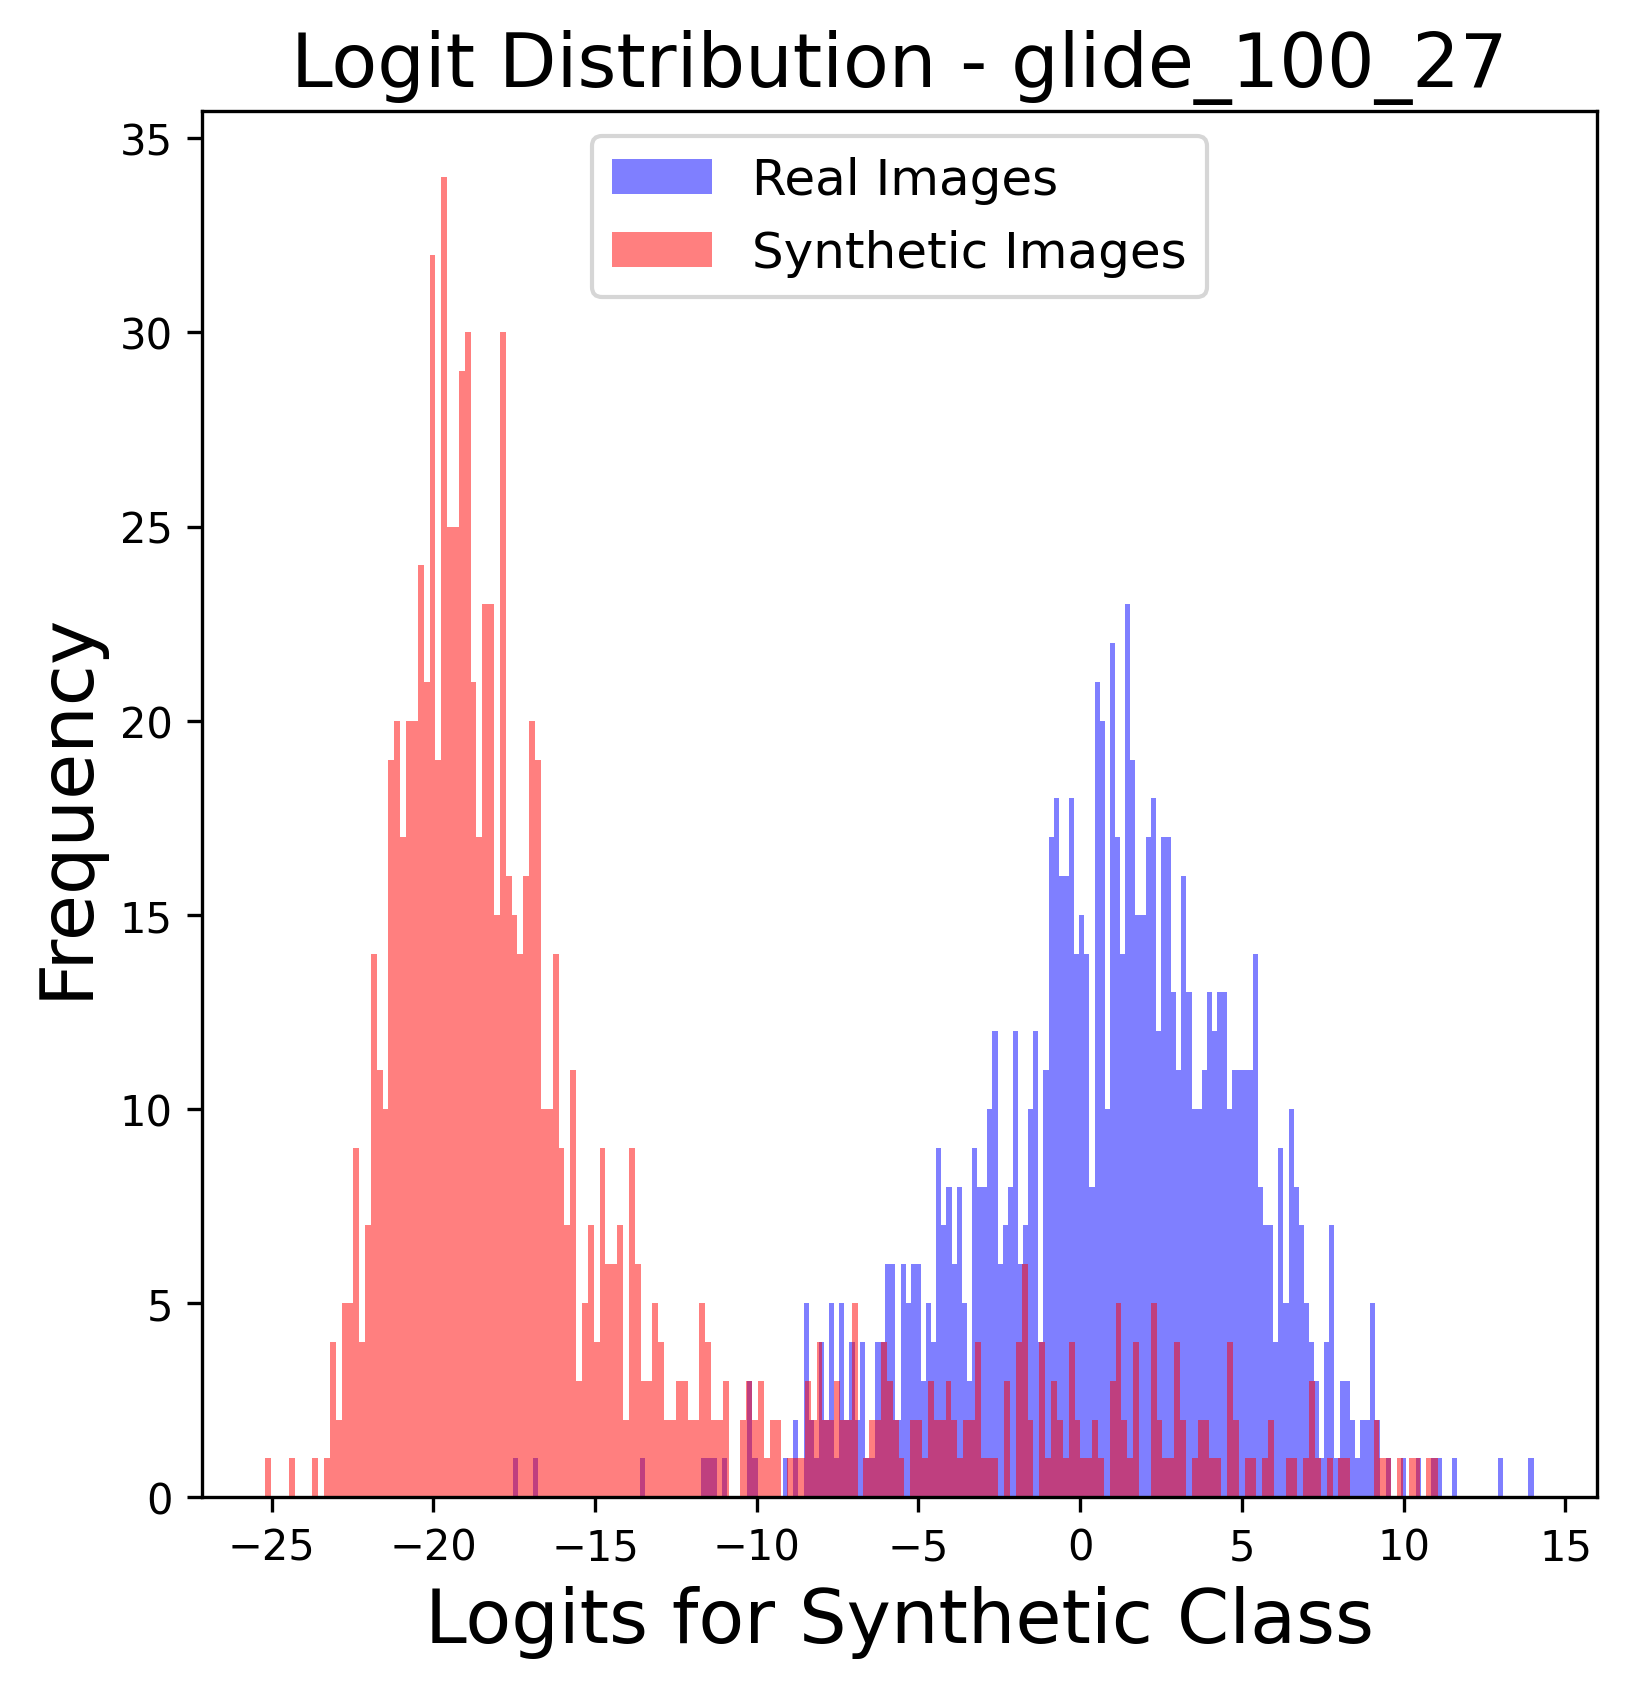 Logit Distribution - glide_100_27
Real Images
Synthetic Images
Frequency
35
30
25
20
15
10
5
0
−25 −20 −15 −10 −5 0 5 10 15
Logits for Synthetic Class